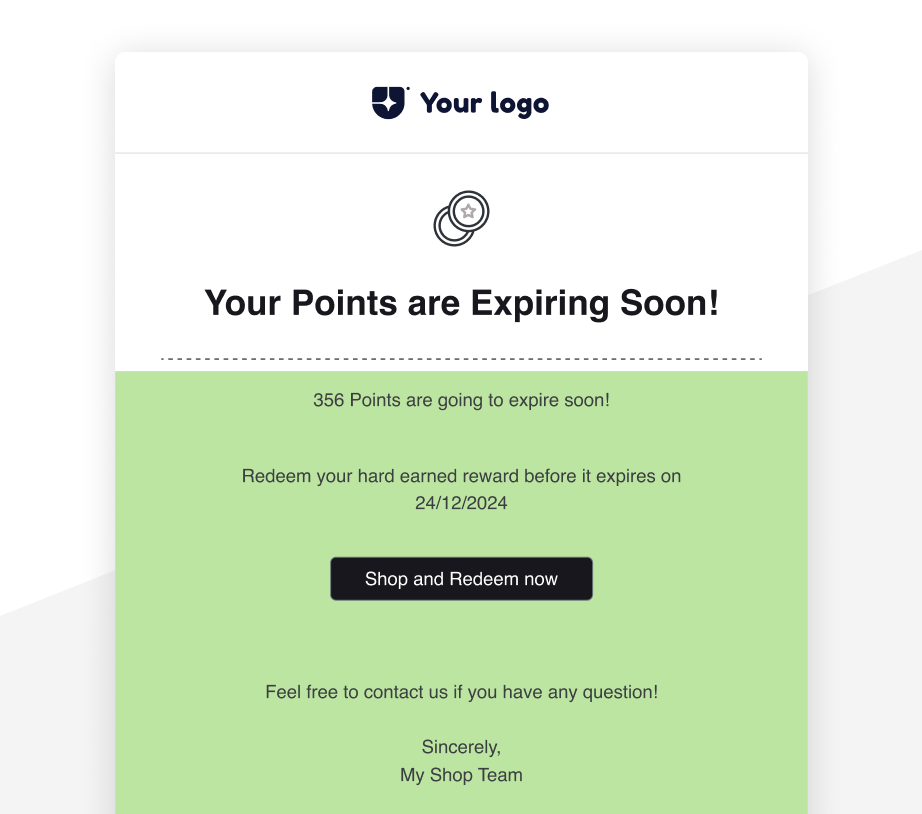 Your logo
Your Points are Expiring Soon!
356 Points are going to expire soon!
Redeem your hard earned reward before it expires on
24/12/2024
Shop and Redeem now
Feel free to contact us if you have any question!
Sincerely,
My Shop Team